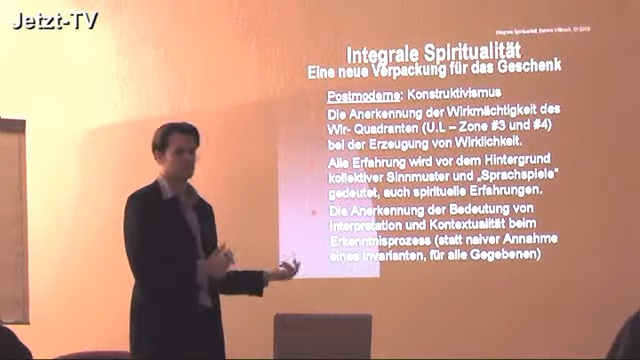 Jetzt-TV
Integrale Spiritualität
Eine neue Verpackung für das Geschenk
Postmoderne: Konstruktivismus
Die Anerkennung der Wirkmächtigkeit des
Wir- Quadranten (U.L – Zone #3 und #4)
bei der Erzeugung von Wirklichkeit.
Alle Erfahrung wird vor dem Hintergrund
kollektiver Sinnmuster und „Sprachspiele“
gedeutet, auch spirituelle Erfahrungen.
Die Anerkennung der Bedeutung von
Interpretation und Kontextualität beim
Erkenntnisprozess (statt naiver Annahme
eines Invarianten, für alle Gegebenen)